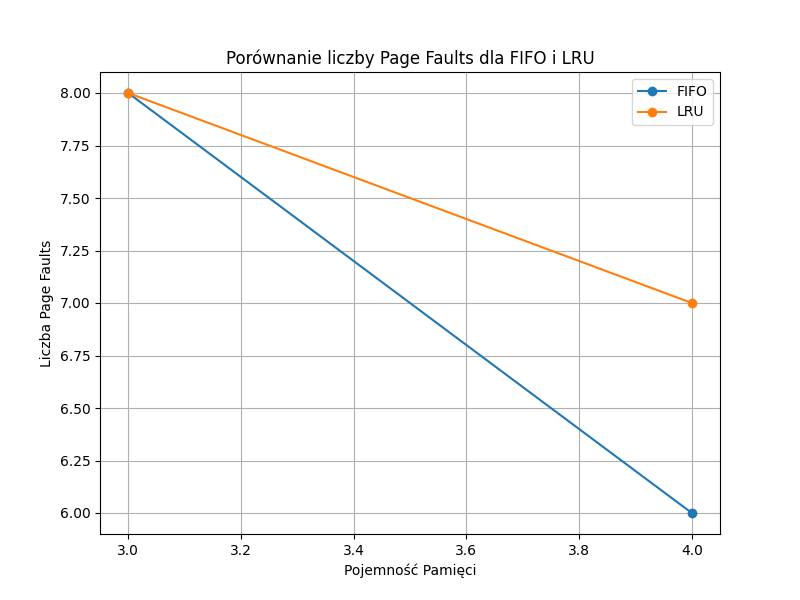 Porównanie liczby Page Faults dla FIFO i LRU
FIFO
LRU
8.00
7.75
7.50
7.25
7.00
6.75
6.50
6.25
6.00
Liczba Page Faults
3.0 3.2 3.4 3.6 3.8 4.0
Pojemność Pamięci